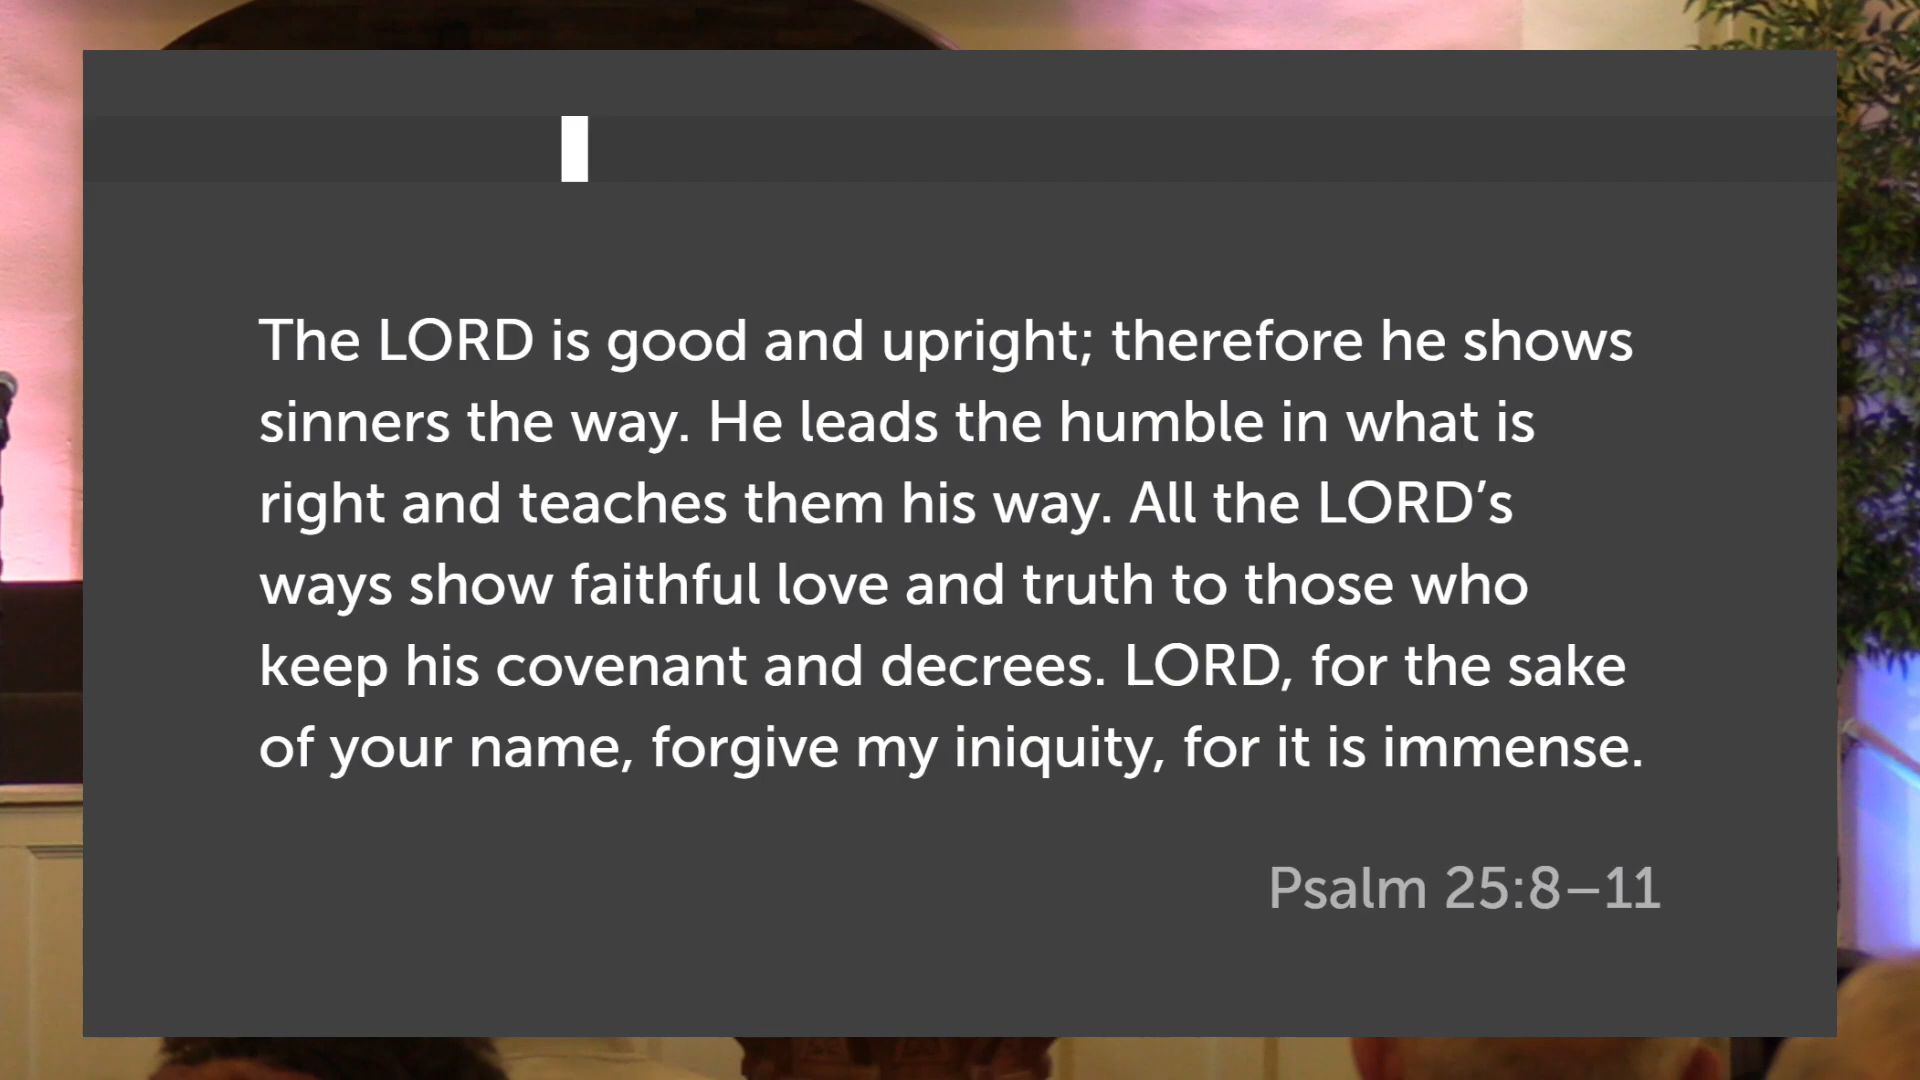 The LORD is good and upright; therefore he shows
sinners the way. He leads the humble in what is
right and teaches them his way. All the LORD’s
ways show faithful love and truth to those who
keep his covenant and decrees. LORD, for the sake
of your name, forgive my iniquity, for it is immense.
Psalm 25:8–11